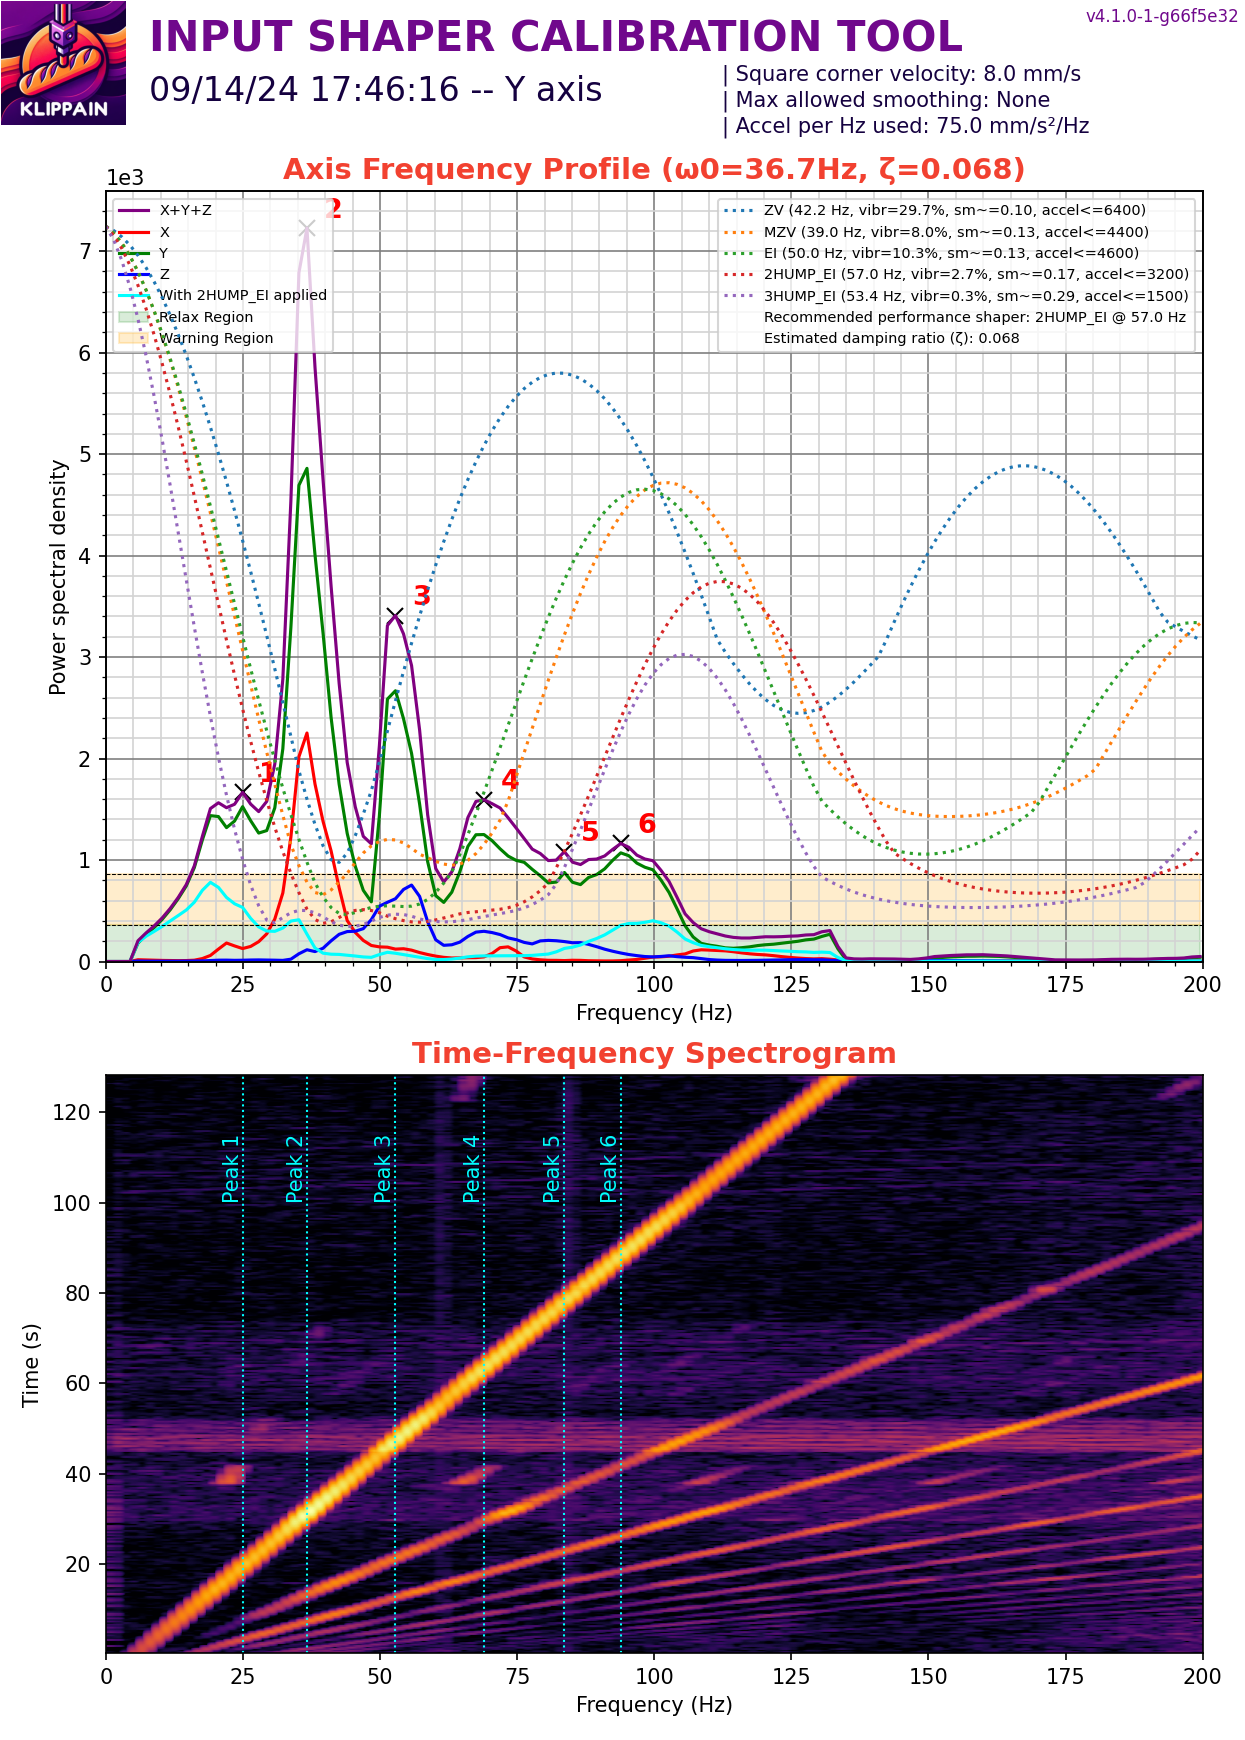 v4.1.0-1-g66f5e32
INPUT SHAPER CALIBRATION TOOL
09/14/24 17:46:16 -- Y axis
| Square corner velocity: 8.0 mm/s
| Max allowed smoothing: None
| Accel per Hz used: 75.0 mm/s²/Hz
KLIPPAIN
Axis Frequency Profile (ω0=36.7Hz, ζ=0.068)
1e3
X+Y+Z
X
Y
Z
With 2HUMP_EI applied
Relax Region
Warning Region
ZV (42.2 Hz, vibr=29.7%, sm~=0.10, accel<=6400)
MZV (39.0 Hz, vibr=8.0%, sm~=0.13, accel<=4400)
EI (50.0 Hz, vibr=10.3%, sm~=0.13, accel<=4600)
2HUMP_EI (57.0 Hz, vibr=2.7%, sm~=0.17, accel<=3200)
3HUMP_EI (53.4 Hz, vibr=0.3%, sm~=0.29, accel<=1500)
Recommended performance shaper: 2HUMP_EI @ 57.0 Hz
Estimated damping ratio (ζ): 0.068
1
2
3
4
5
6
Power spectral density
7
6
5
4
3
2
1
0
0 25 50 75 100 125 150 175 200
Frequency (Hz)
Time-Frequency Spectrogram
Peak 1
Peak 2
Peak 3
Peak 4
Peak 5
Peak 6
Time (s)
120
100
80
60
40
20
0 25 50 75 100 125 150 175 200
Frequency (Hz)